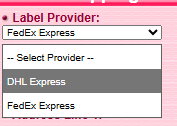 Label Provider:
FedEx Express
-- Select Provider --
DHL Express
FedEx Express